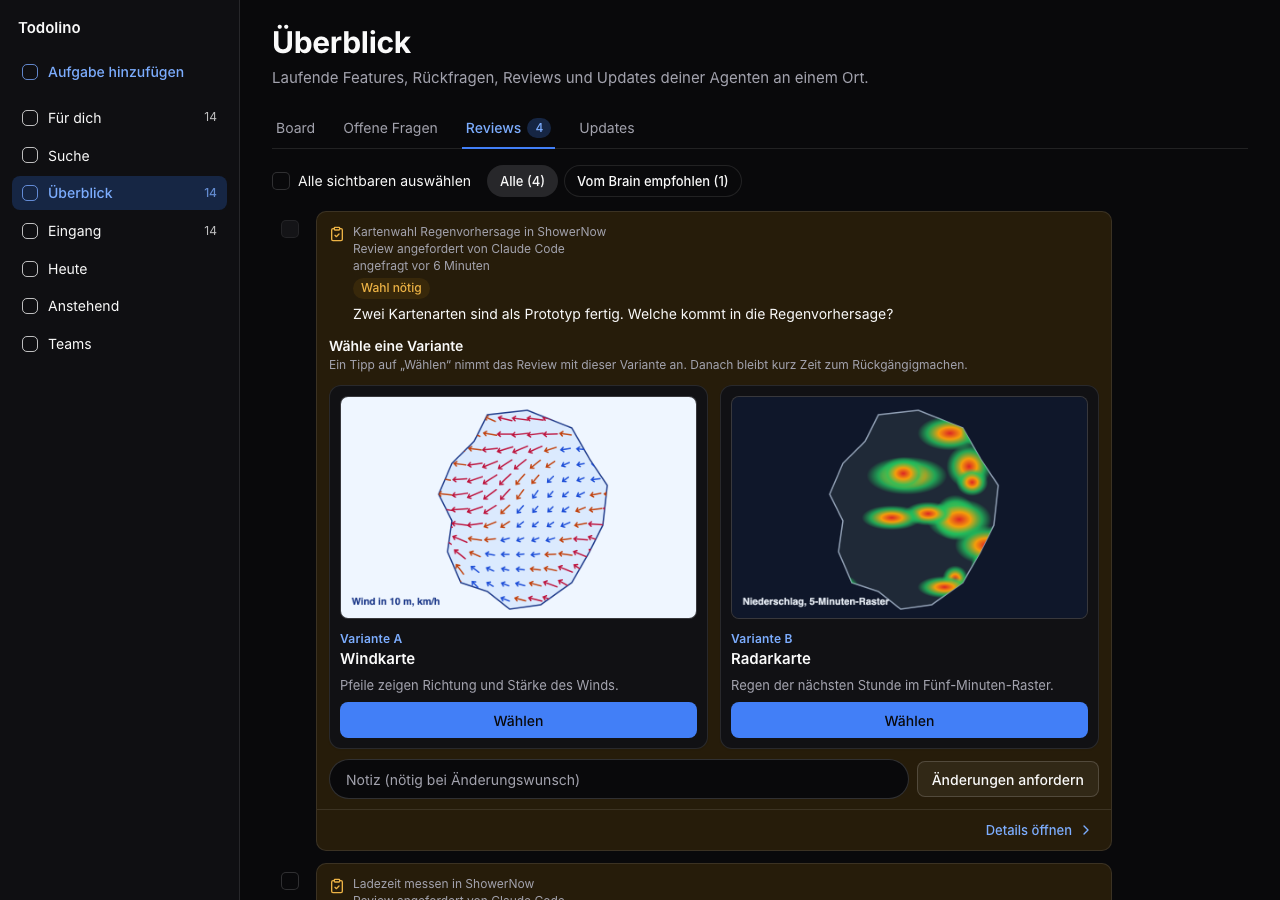 Todolino
Aufgabe hinzufügen
Für dich 14
Suche
Überblick 14
Eingang 14
Heute
Anstehend
Teams
Überblick
Laufende Features, Rückfragen, Reviews und Updates deiner Agenten an einem Ort.
Board Offene Fragen Reviews 4 Updates
Alle sichtbaren auswählen Alle (4) Vom Brain empfohlen (1)
Kartenwahl Regenvorhersage in ShowerNow
Review angefordert von Claude Code
angefragt vor 6 Minuten
Wahl nötig
Zwei Kartenarten sind als Prototyp fertig. Welche kommt in die Regenvorhersage?
Wähle eine Variante
Ein Tipp auf „Wählen“ nimmt das Review mit dieser Variante an. Danach bleibt kurz Zeit zum Rückgängigmachen.
Wind in 10 m, km/h
Variante A
Windkarte
Pfeile zeigen Richtung und Stärke des Winds.
Wählen
Niederschlag, 5-Minuten-Raster
Variante B
Radarkarte
Regen der nächsten Stunde im Fünf-Minuten-Raster.
Wählen
Notiz (nötig bei Änderungswunsch) Änderungen anfordern
Details öffnen
Ladezeit messen in ShowerNow
Review angefordert von Claude Code